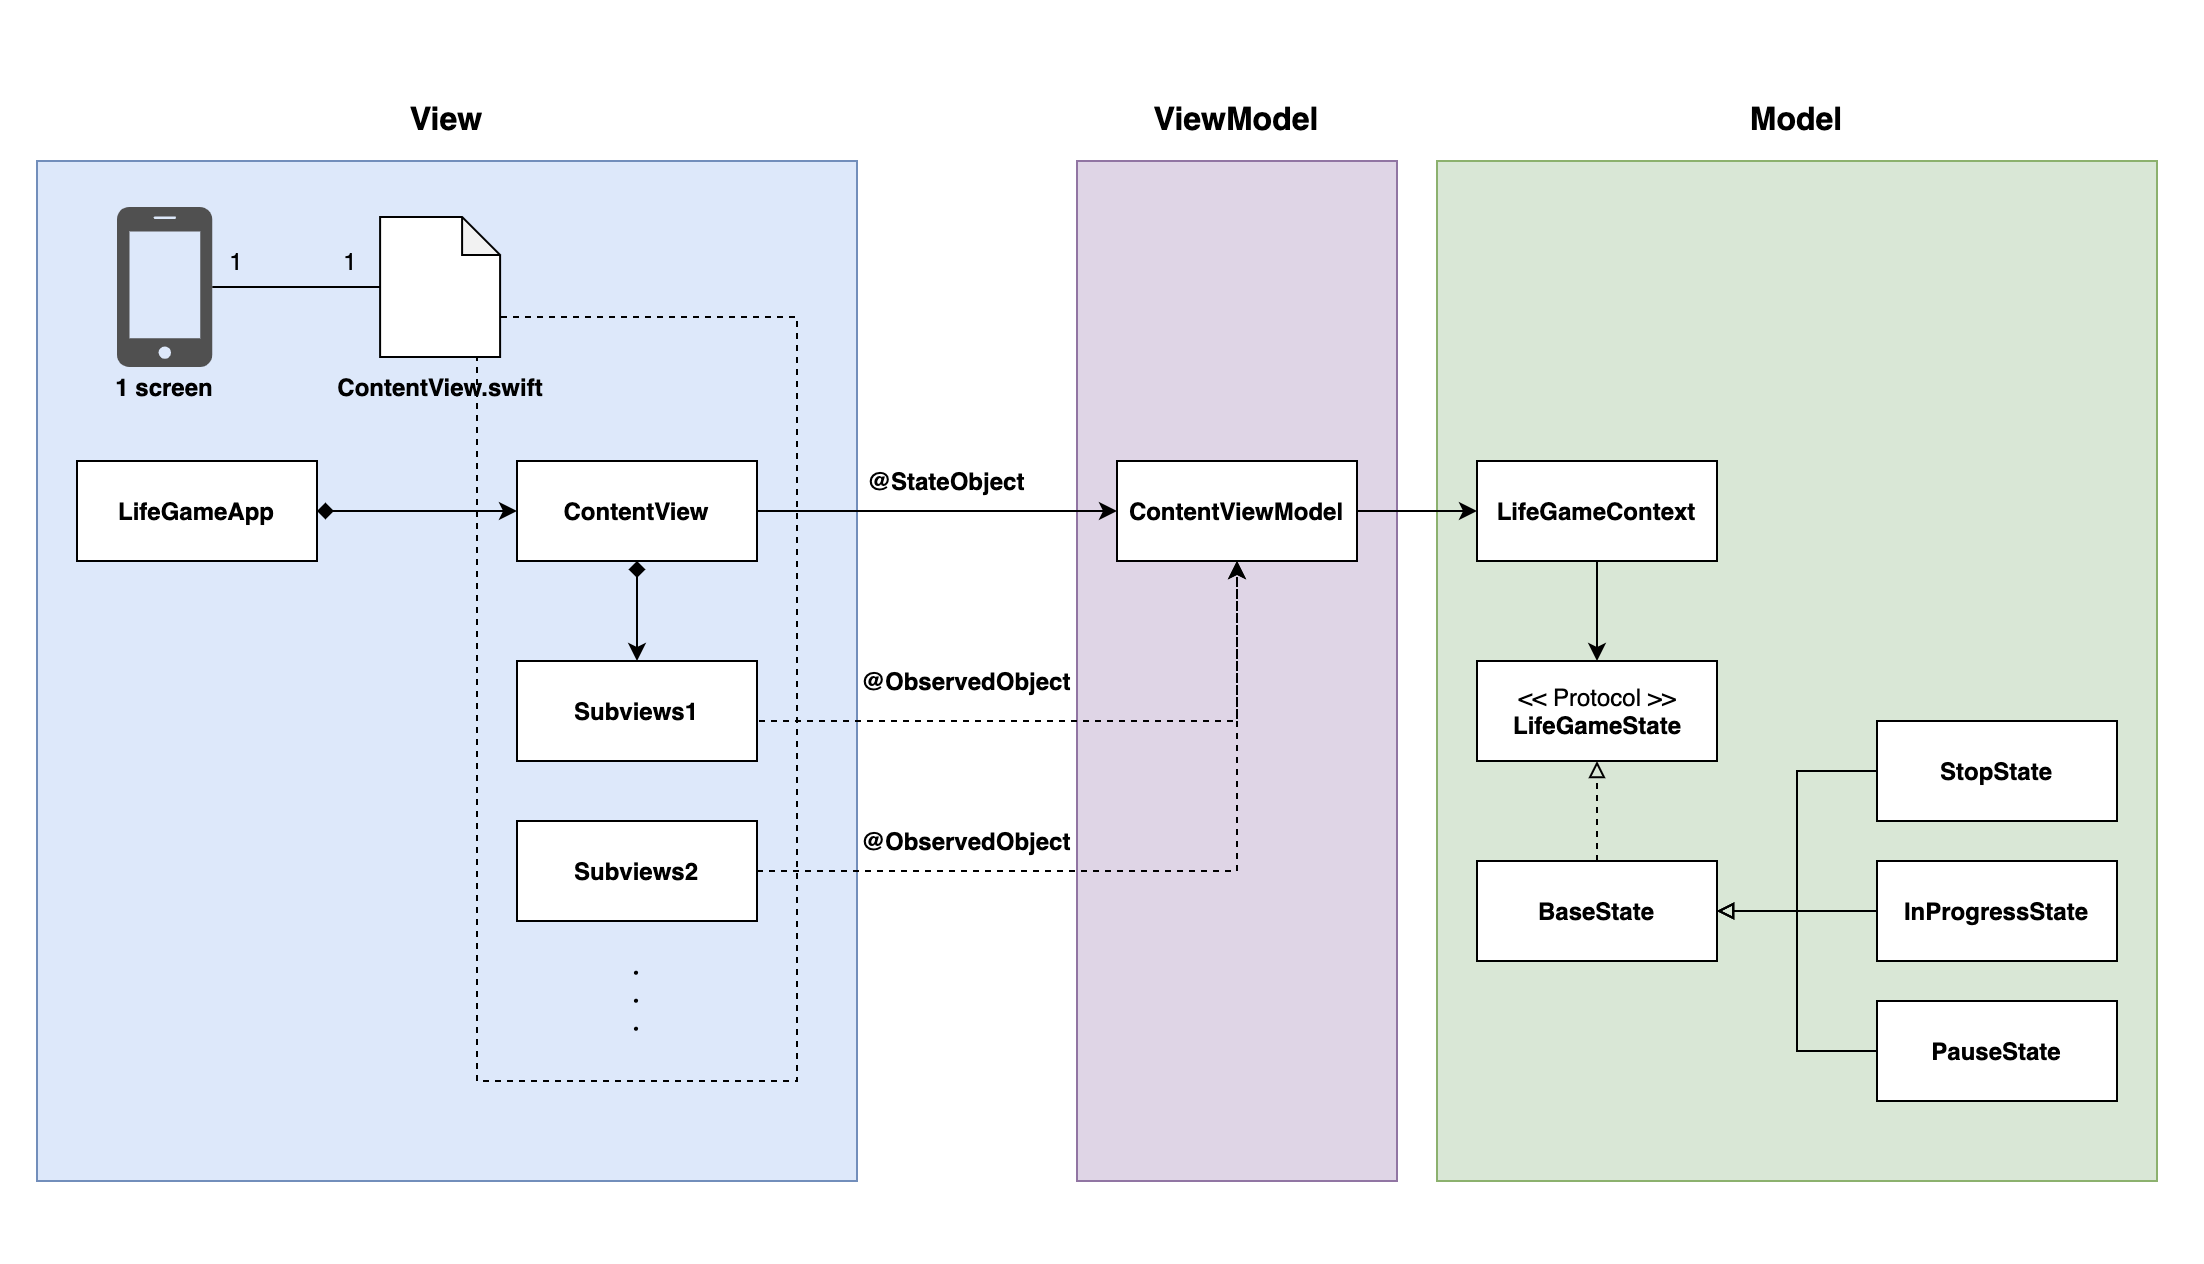 View
ViewModel
Model
1
1
1 screen
ContentView.swift
LifeGameApp
ContentView
@StateObject
ContentViewModel
LifeGameContext
Subviews1
@ObservedObject
<< Protocol >>
LifeGameState
StopState
Subviews2
@ObservedObject
BaseState
InProgressState
.
.
.
PauseState